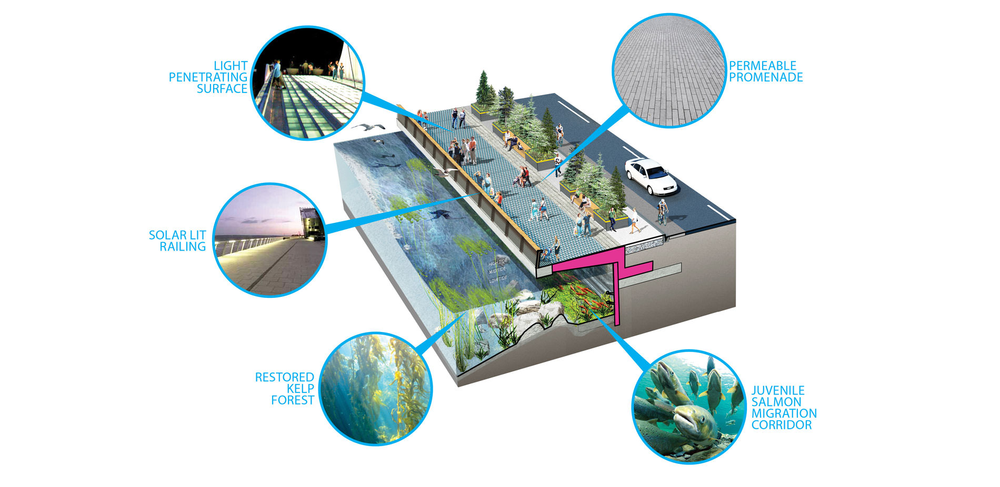 LIGHT
PENETRATING
SURFACE
PERMEABLE
PROMENADE
SOLAR LIT
RAILING
HIGH TIDE
MID TIDE
LOW TIDE
RESTORED
KELP
FOREST
JUVENILE
SALMON
MIGRATION
CORRIDOR